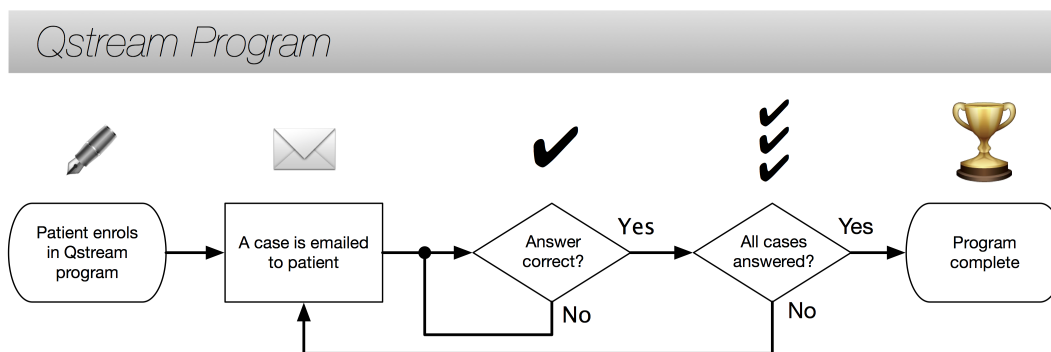 Qstream Program
Patient enrols
in Qstream
program
A case is emailed
to patient
Answer
correct?
Yes
No
All cases
answered?
Yes
No
Program
complete